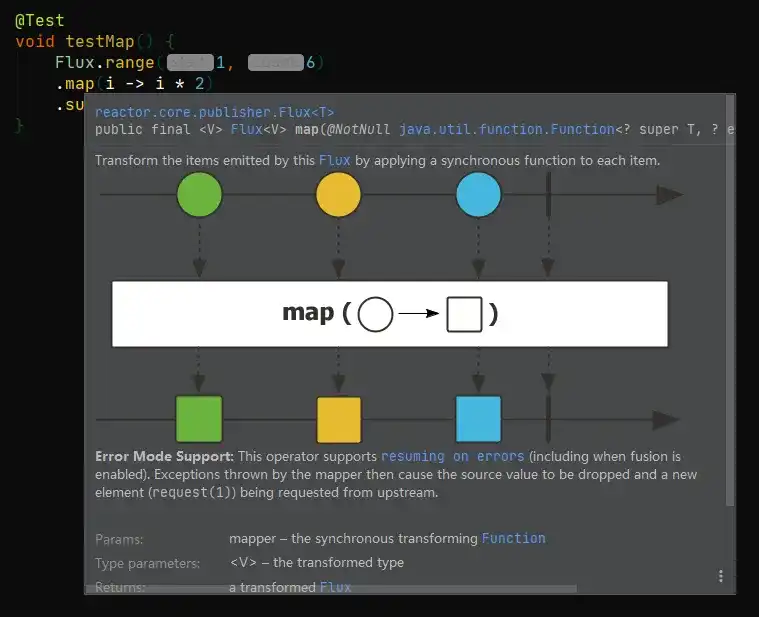 @Test
void testMap() {
Flux.range( 1, 6)
.map(i -> i * 2)
.su
}
reactor.core.publisher.Flux<T>
public final <V> Flux<V> map(@NotNull java.util.function.Function<? super T, ? e
Transform the items emitted by this Flux by applying a synchronous function to each item.
map ( )
Error Mode Support: This operator supports resuming on errors (including when fusion is
enabled). Exceptions thrown by the mapper then cause the source value to be dropped and a new
element (request(1)) being requested from upstream.
Params: mapper – the synchronous transforming Function
Type parameters: <V> – the transformed type
Returns: a transformed Flux